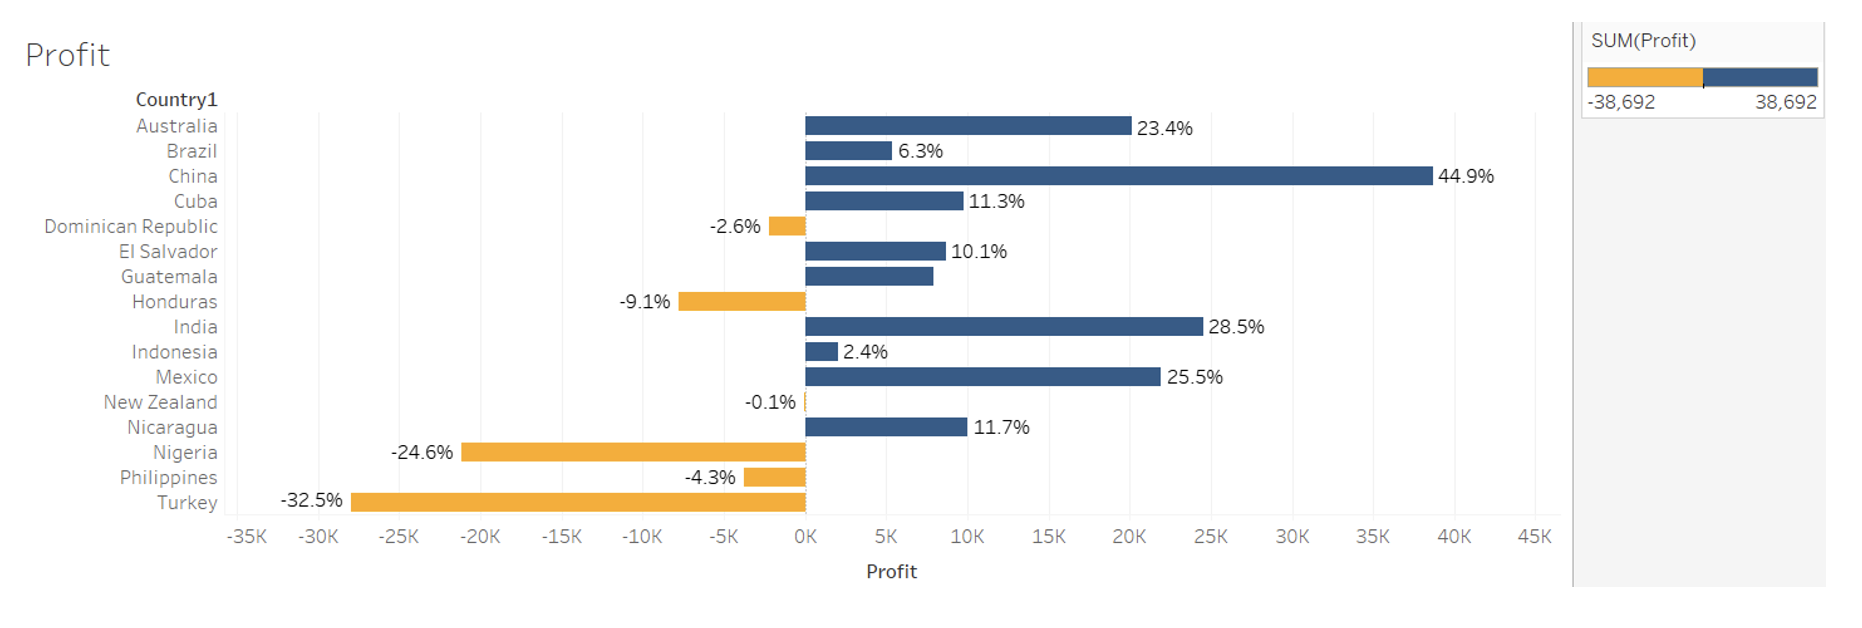 Profit
Country1
Australia 23.4%
Brazil 6.3%
China 44.9%
Cuba 11.3%
Dominican Republic -2.6%
El Salvador 10.1%
Guatemala
Honduras -9.1%
India 28.5%
Indonesia 2.4%
Mexico 25.5%
New Zealand -0.1%
Nicaragua 11.7%
Nigeria -24.6%
Philippines -4.3%
Turkey -32.5%
-35K -30K -25K -20K -15K -10K -5K 0K 5K 10K 15K 20K 25K 30K 35K 40K 45K
Profit
SUM(Profit)
-38,692 38,692